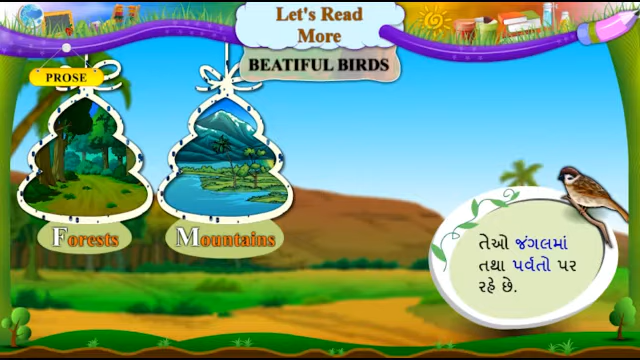 Let's Read
More
BEATIFUL BIRDS
PROSE
Forests
Mountains
તેઓ જંગલમાં
તથા પર્વતો પર
રહે છે.